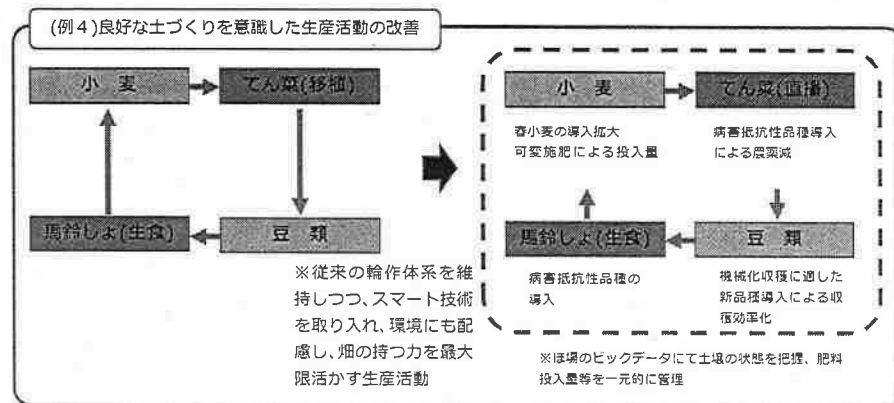 (例４)良好な土づくりを意識した生産活動の改善
小　麦
てん菜(移植)
馬鈴しょ(生食)
豆　類
※従来の輪作体系を維
持しつつ、スマート技術
を取り入れ、環境にも配
慮し、畑の持つ力を最大
限活かす生産活動
小　麦
てん菜(直播)
春小麦の導入拡大
可変施肥による投入量
病害抵抗性品種導入
による農薬減
馬鈴しょ(生食)
豆　類
病害抵抗性品種の
導入
機械化収穫に適した
新品種導入による収
穫効率化
※ほ場のビックデータにて土壌の状態を把握、肥料
投入量等を一元的に管理